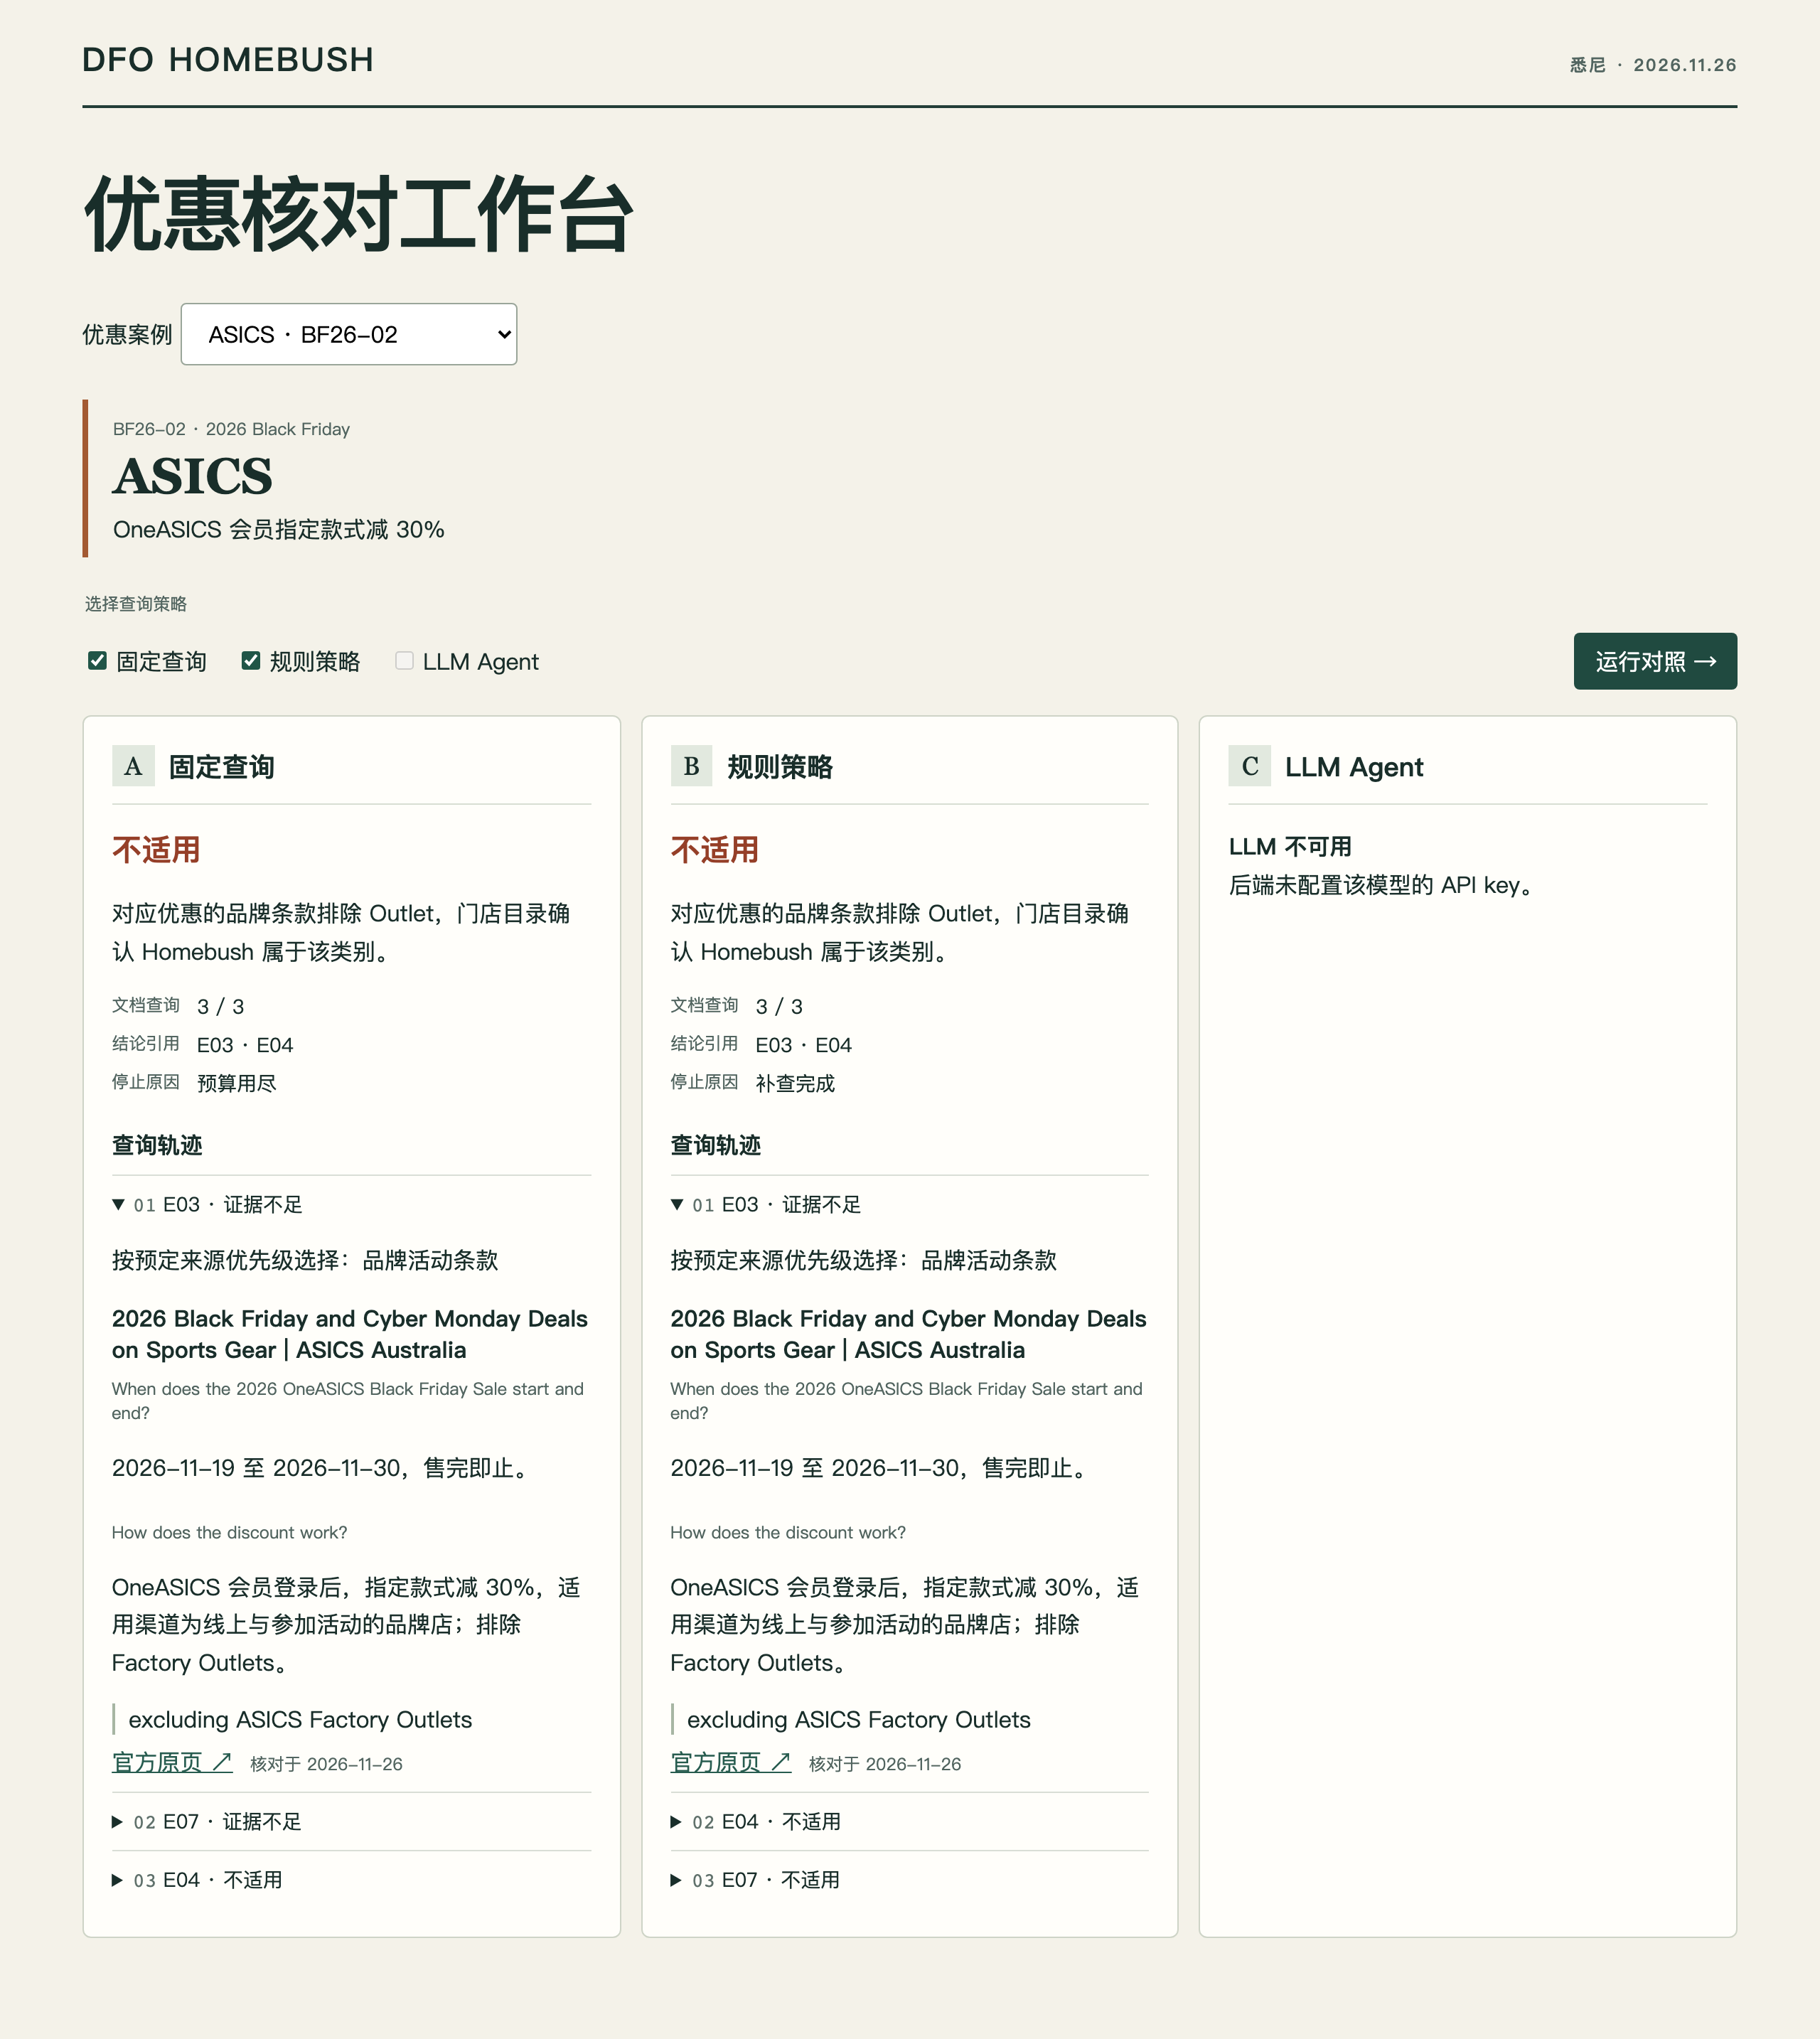 DFO HOMEBUSH
悉尼 · 2026.11.26
优惠核对工作台
优惠案例
ASICS · BF26-02
BF26-02 · 2026 Black Friday
ASICS
OneASICS 会员指定款式减 30%
选择查询策略
固定查询
规则策略
LLM Agent
运行对照 →
A 固定查询
不适用
对应优惠的品牌条款排除 Outlet，门店目录确
认 Homebush 属于该类别。
文档查询 3 / 3
结论引用 E03 · E04
停止原因 预算用尽
查询轨迹
▼ 01 E03 · 证据不足
按预定来源优先级选择：品牌活动条款
2026 Black Friday and Cyber Monday Deals
on Sports Gear | ASICS Australia
When does the 2026 OneASICS Black Friday Sale start and
end?
2026-11-19 至 2026-11-30，售完即止。
How does the discount work?
OneASICS 会员登录后，指定款式减 30%，适
用渠道为线上与参加活动的品牌店；排除
Factory Outlets。
excluding ASICS Factory Outlets
官方原页 ↗ 核对于 2026-11-26
▶ 02 E07 · 证据不足
▶ 03 E04 · 不适用
B 规则策略
不适用
对应优惠的品牌条款排除 Outlet，门店目录确
认 Homebush 属于该类别。
文档查询 3 / 3
结论引用 E03 · E04
停止原因 补查完成
查询轨迹
▼ 01 E03 · 证据不足
按预定来源优先级选择：品牌活动条款
2026 Black Friday and Cyber Monday Deals
on Sports Gear | ASICS Australia
When does the 2026 OneASICS Black Friday Sale start and
end?
2026-11-19 至 2026-11-30，售完即止。
How does the discount work?
OneASICS 会员登录后，指定款式减 30%，适
用渠道为线上与参加活动的品牌店；排除
Factory Outlets。
excluding ASICS Factory Outlets
官方原页 ↗ 核对于 2026-11-26
▶ 02 E04 · 不适用
▶ 03 E07 · 不适用
C LLM Agent
LLM 不可用
后端未配置该模型的 API key。